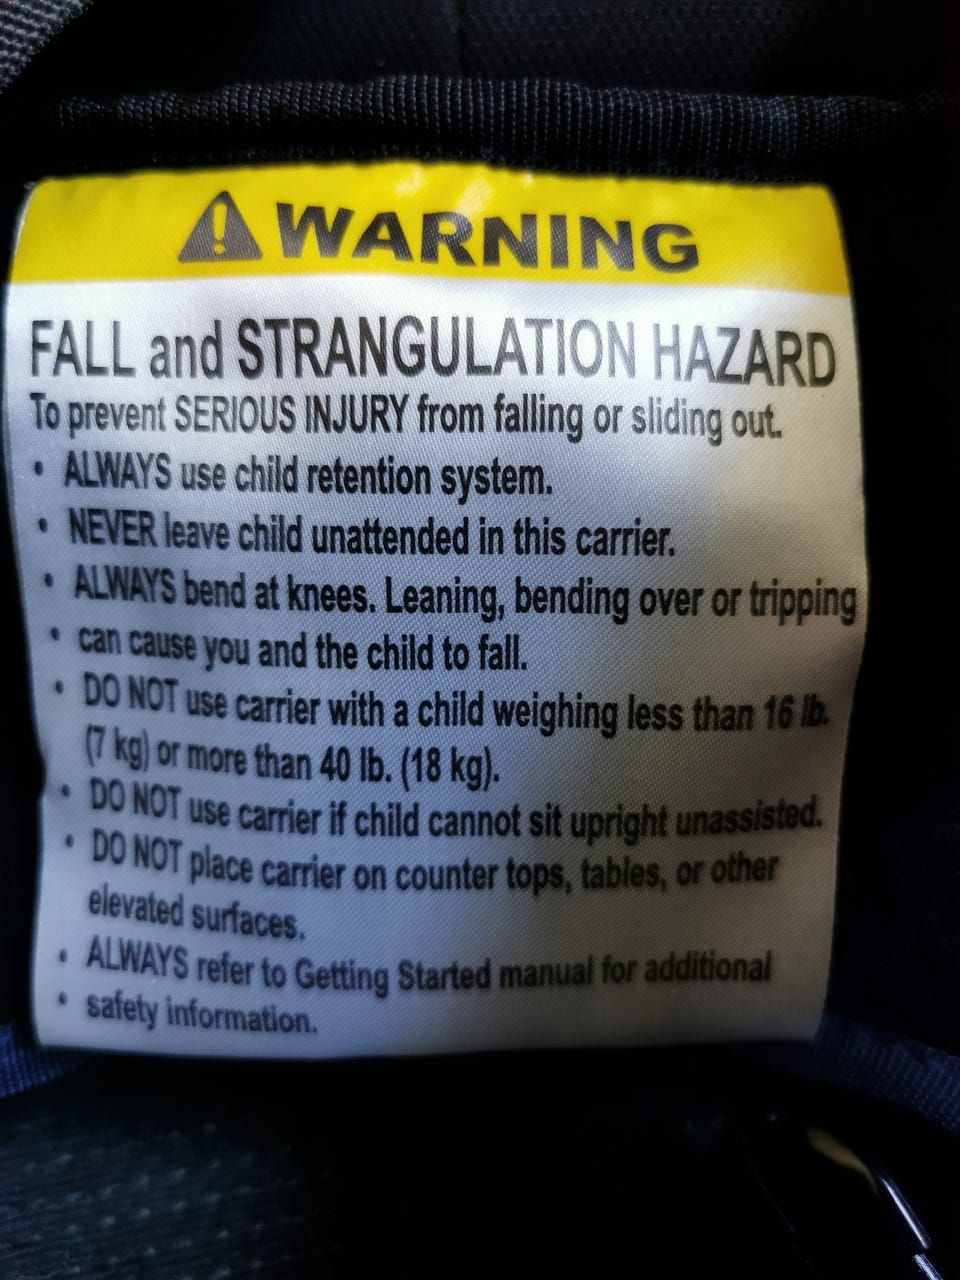 WARNING
FALL and STRANGULATION HAZARD
To prevent SERIOUS INJURY from falling or sliding out.
• ALWAYS use child retention system.
• NEVER leave child unattended in this carrier.
• ALWAYS bend at knees. Leaning, bending over or tripping
• can cause you and the child to fall.
• DO NOT use carrier with a child weighing less than 16 lb.
(7 kg) or more than 40 lb. (18 kg).
• DO NOT use carrier if child cannot sit upright unassisted.
• DO NOT place carrier on counter tops, tables, or other
elevated surfaces.
• ALWAYS refer to Getting Started manual for additional
• safety information.